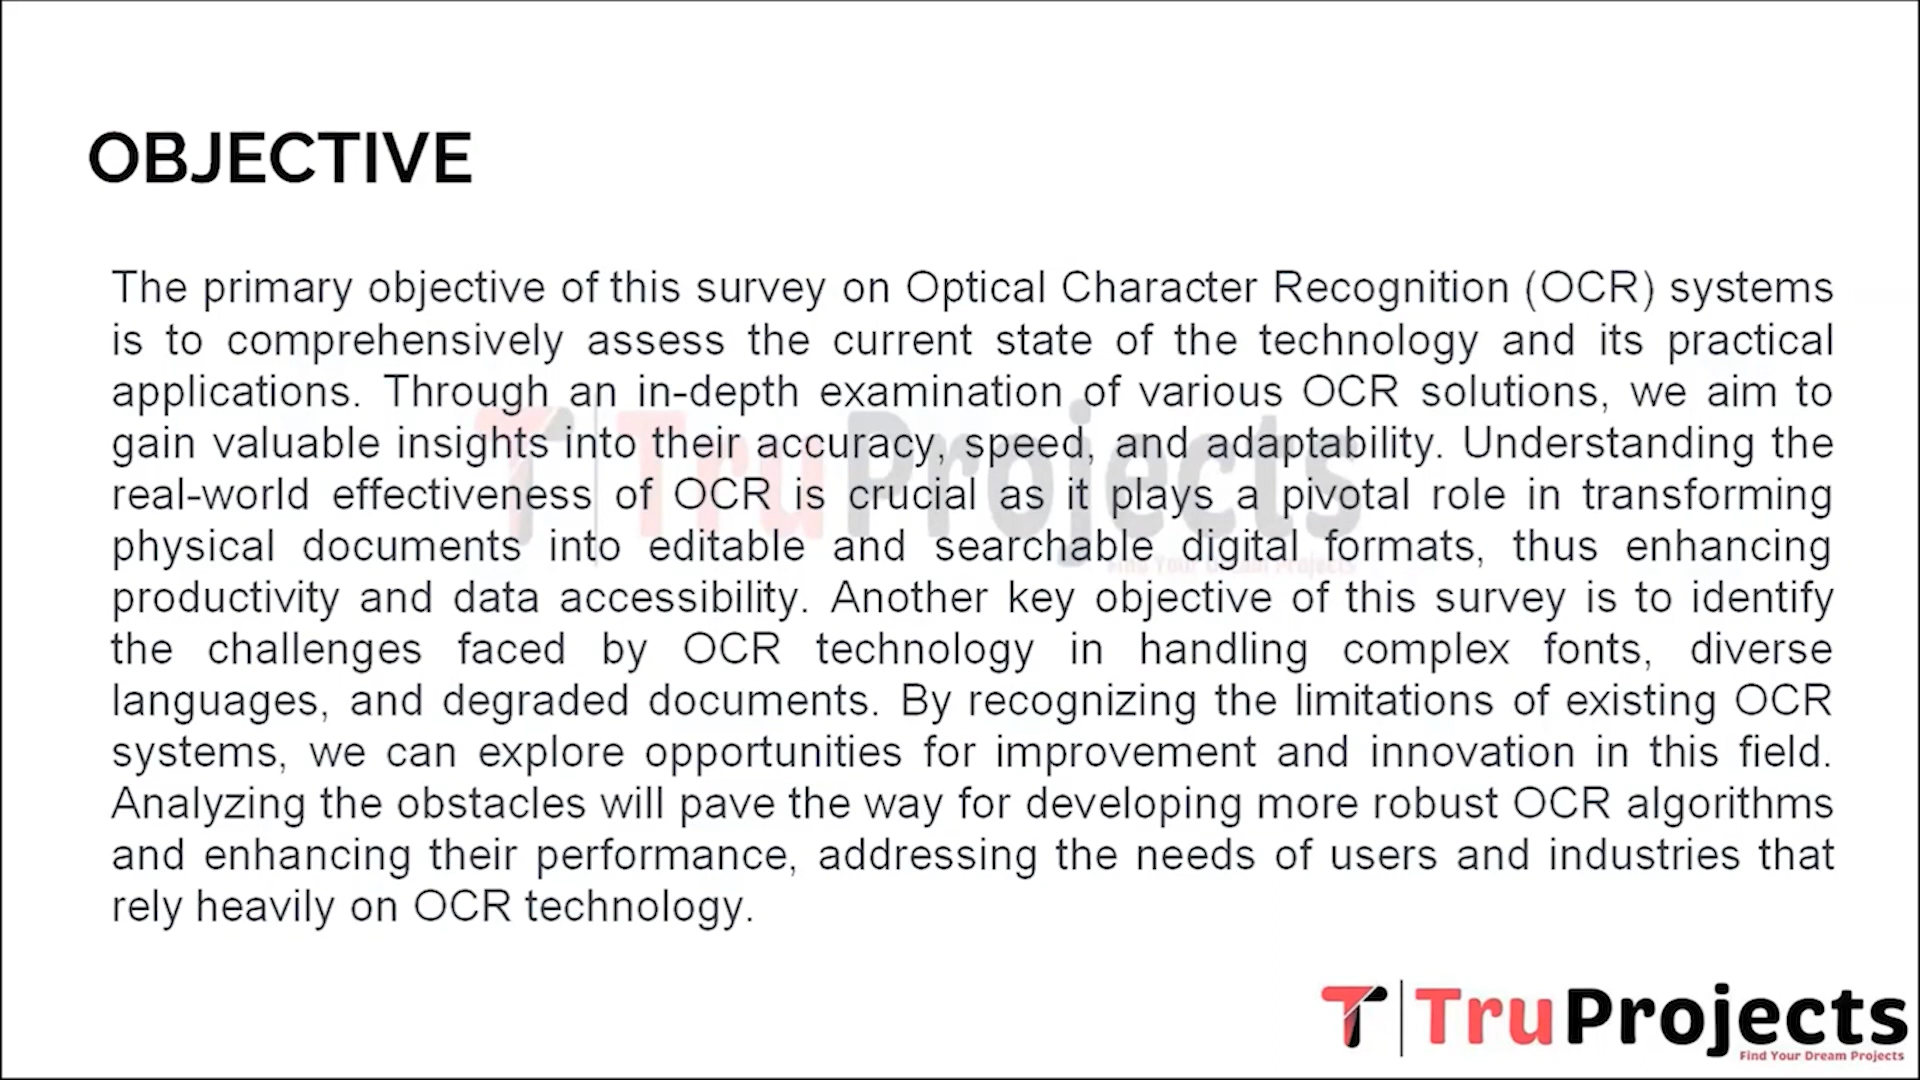 OBJECTIVE
The primary objective of this survey on Optical Character Recognition (OCR) systems
is to comprehensively assess the current state of the technology and its practical
applications. Through an in-depth examination of various OCR solutions, we aim to
gain valuable insights into their accuracy, speed, and adaptability. Understanding the
real-world effectiveness of OCR is crucial as it plays a pivotal role in transforming
physical documents into editable and searchable digital formats, thus enhancing
productivity and data accessibility. Another key objective of this survey is to identify
the challenges faced by OCR technology in handling complex fonts, diverse
languages, and degraded documents. By recognizing the limitations of existing OCR
systems, we can explore opportunities for improvement and innovation in this field.
Analyzing the obstacles will pave the way for developing more robust OCR algorithms
and enhancing their performance, addressing the needs of users and industries that
rely heavily on OCR technology.
TruProjects
Find Your Dream Projects
TruProjects
Find Your Dream Projects